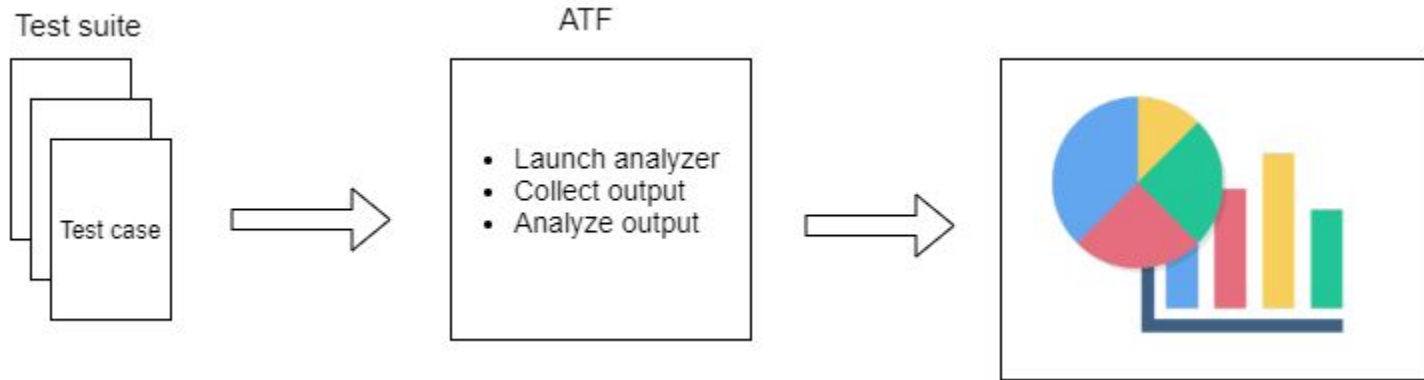 Test suite
ATF
Test case
• Launch analyzer
• Collect output
• Analyze output